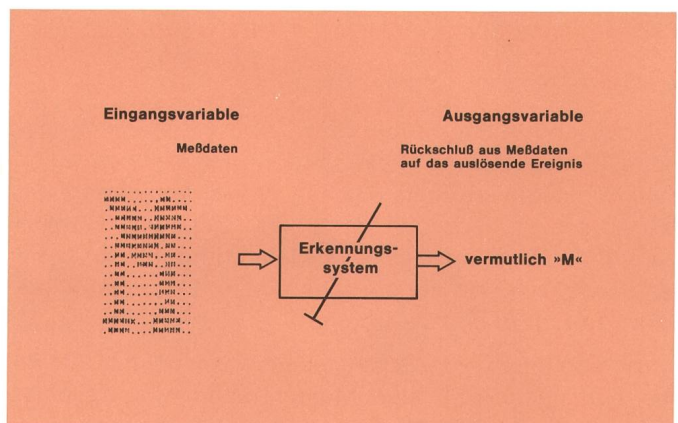 Eingangsvariable
Meßdaten
Ausgangsvariable
Rückschluß aus Meßdaten
auf das auslösende Ereignis
Erkennungs-
system
vermutlich »M«